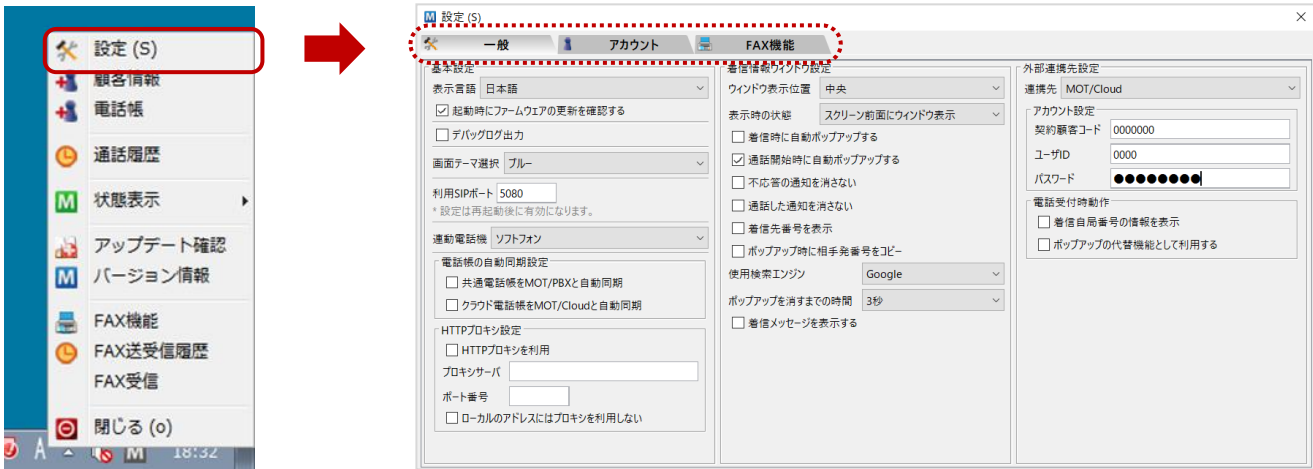 設定 (S)
顧客情報
電話帳
通話履歴
状態表示
アップデート確認
バージョン情報
FAX機能
FAX送受信履歴
FAX受信
閉じる (o)
A
M
18:32
M 設定 (S)
一般 アカウント FAX機能
基本設定
表示言語 日本語
起動時にファームウェアの更新を確認する
デバッグログ出力
画面テーマ選択 ブルー
利用SIPポート 5080
* 設定は再起動後に有効になります。
連動電話機 ソフトフォン
電話帳の自動同期設定
共通電話帳をMOT/PBXと自動同期
クラウド電話帳をMOT/Cloudと自動同期
HTTPプロキシ設定
HTTPプロキシを利用
プロキシサーバ
ポート番号
ローカルのアドレスにはプロキシを利用しない
着信情報ウィンドウ設定
ウィンドウ表示位置 中央
表示時の状態 スクリーン前面にウィンドウ表示
着信時に自動ポップアップする
通話開始時に自動ポップアップする
不応答の通知を消さない
通話した通知を消さない
着信先番号を表示
ポップアップ時に相手発番号をコピー
使用検索エンジン Google
ポップアップを消すまでの時間 3秒
着信メッセージを表示する
外部連携先設定
連携先 MOT/Cloud
アカウント設定
契約顧客コード 0000000
ユーザID 0000
パスワード ●●●●●●●●
電話受付時動作
着信自局番号の情報を表示
ポップアップの代替機能として利用する